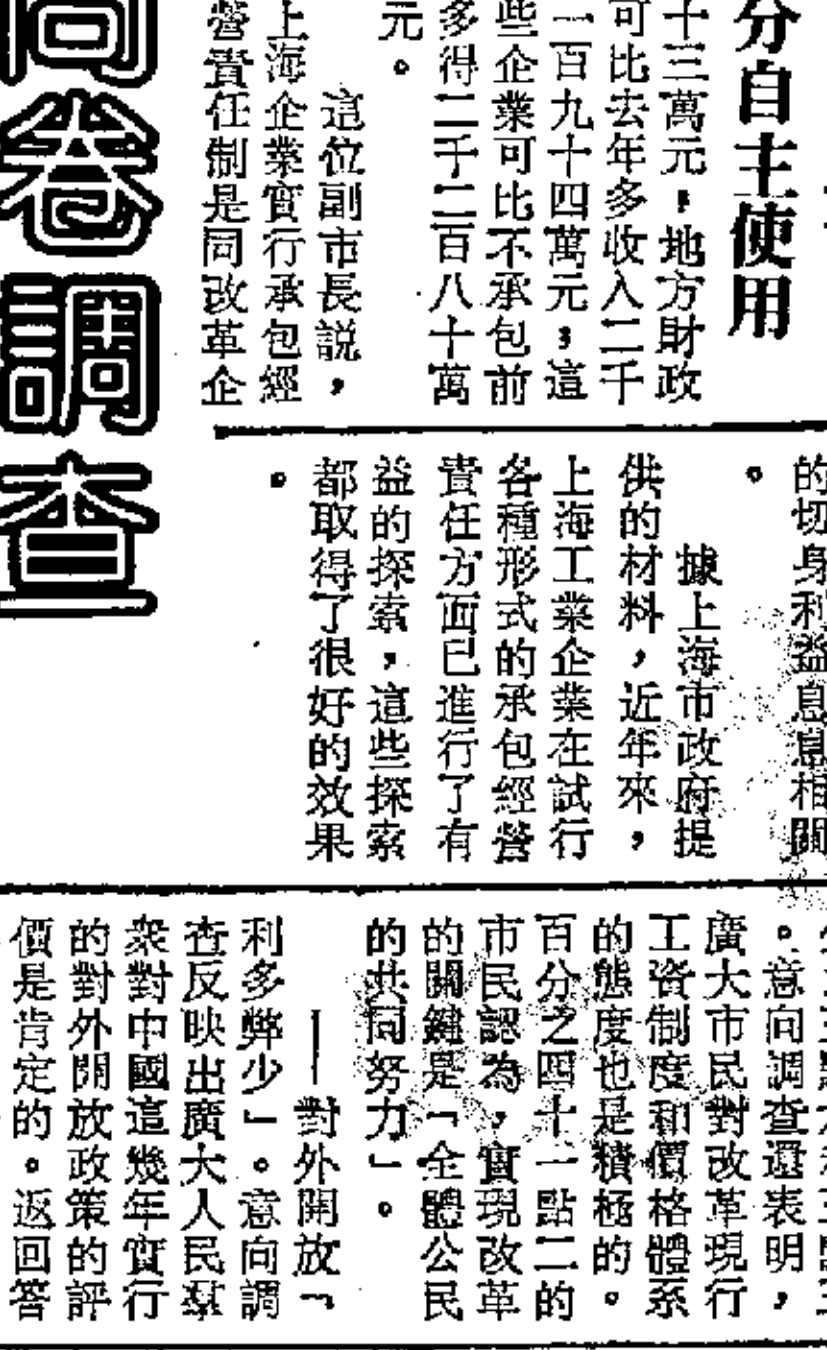 分自主使用
十三萬元，地方財政
可比去年多收入二千
一百九十四萬元；這
些企業可比不承包前
多得二千二百八十萬
元。
這位副市長説，
上海企業實行承包經
營責任制是同改革企
的切身利益息息相關
。
據上海市政府提
供的材料，近年來，
上海工業企業在試行
各種形式的承包經營
責任方面已進行了有
益的探索，這些探索
都取得了很好的效果
。
問卷調查
。意向調查還表明，
廣大市民對改革現行
工資制度和價格體系
的態度也是積極的。
百分之四十一點二的
市民認為，實現改革
的關鍵是「全體公民
的共同努力」。
——對外開放「
利多弊少」。意向調
查反映出廣大人民羣
衆對中國這幾年實行
的對外開放政策的評
價是肯定的。返回答